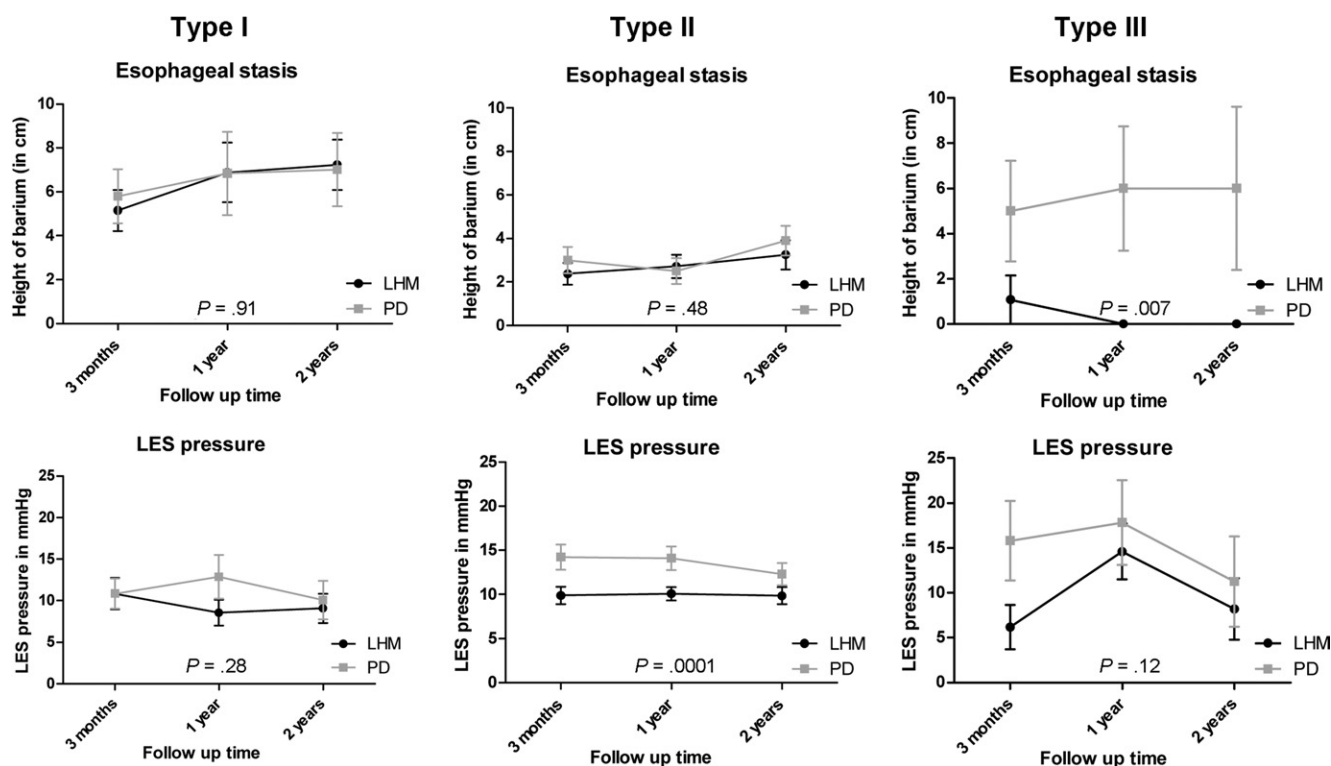 Type I
Esophageal stasis
Height of barium (in cm)
10
8
6
4
2
0
LHM
PD
P = .91
3 months
1 year
2 years
Follow up time
Type II
Esophageal stasis
Height of barium (in cm)
10
8
6
4
2
0
LHM
PD
P = .48
3 months
1 year
2 years
Follow up time
Type III
Esophageal stasis
Height of barium (in cm)
10
8
6
4
2
0
LHM
P = .007
PD
3 months
1 year
2 years
Follow up time
LES pressure
LES pressure in mmHg
25
20
15
10
5
0
LHM
P = .28
PD
3 months
1 year
2 years
Follow up time
LES pressure
LES pressure in mmHg
25
20
15
10
5
0
LHM
P = .0001
PD
3 months
1 year
2 years
Follow up time
LES pressure
LES pressure in mmHg
25
20
15
10
5
0
LHM
P = .12
PD
3 months
1 year
2 years
Follow up time